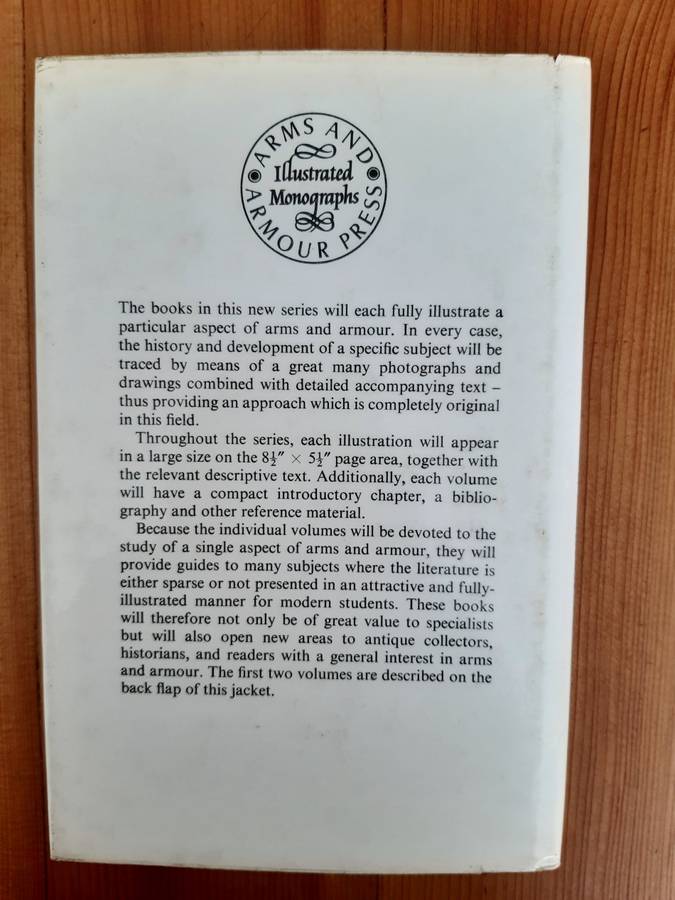 ARMS AND
Illustrated
Monographs
ARMOUR PRESS
The books in this new series will each fully illustrate a
particular aspect of arms and armour. In every case,
the history and development of a specific subject will be
traced by means of a great many photographs and
drawings combined with detailed accompanying text –
thus providing an approach which is completely original
in this field.
Throughout the series, each illustration will appear
in a large size on the 8½″ × 5½″ page area, together with
the relevant descriptive text. Additionally, each volume
will have a compact introductory chapter, a biblio-
graphy and other reference material.
Because the individual volumes will be devoted to the
study of a single aspect of arms and armour, they will
provide guides to many subjects where the literature is
either sparse or not presented in an attractive and fully-
illustrated manner for modern students. These books
will therefore not only be of great value to specialists
but will also open new areas to antique collectors,
historians, and readers with a general interest in arms
and armour. The first two volumes are described on the
back flap of this jacket.